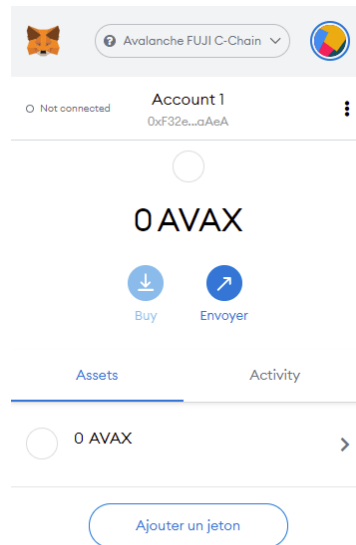 Avalanche FUJI C-Chain
Not connected
Account 1
0xF32e...aAeA
0 AVAX
Buy
Envoyer
Assets
Activity
0 AVAX
Ajouter un jeton